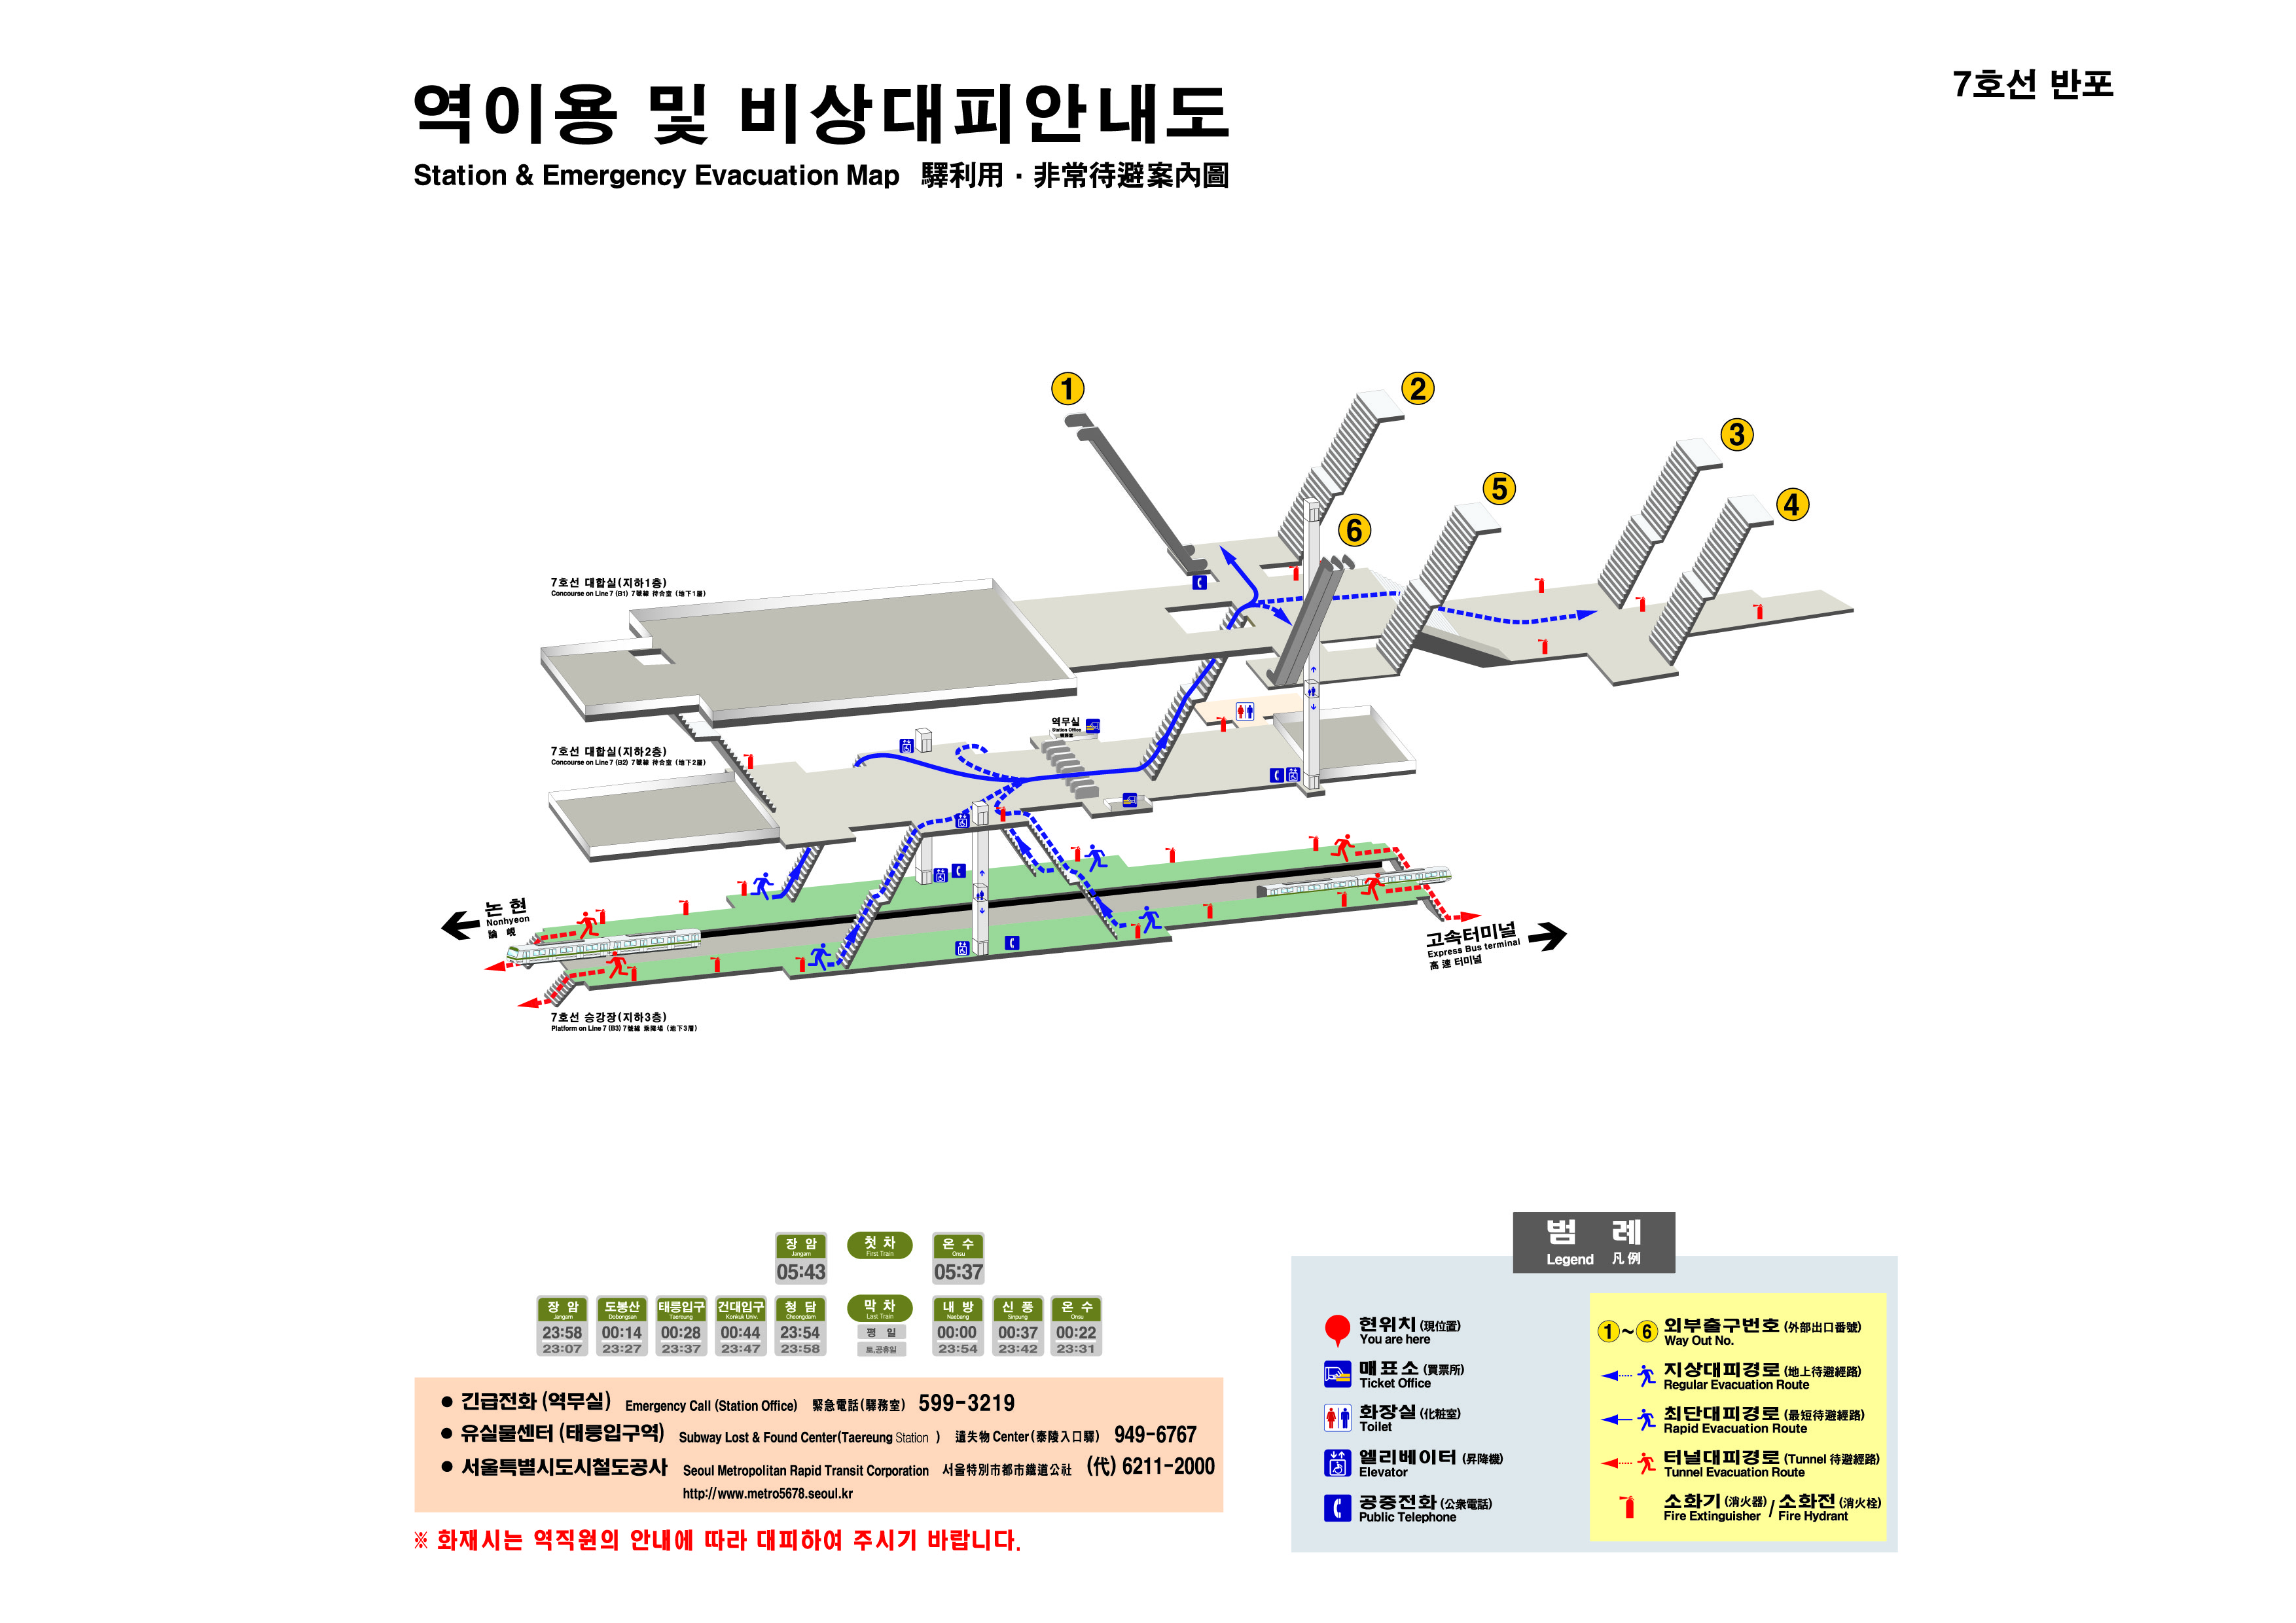 역이용 및 비상대피안내도
Station & Emergency Evacuation Map 驛利用 · 非常待避案內圖
7호선 반포
1
2
3
4
5
6
7호선 대합실(지하1층)
Concourse on Line 7 (B1) 7號線 待合室 (地下1層)
역무실
Station Office
驛務室
7호선 대합실(지하2층)
Concourse on Line 7 (B2) 7號線 待合室 (地下2層)
논 현
Nonhyeon
論 峴
고속터미널
Express Bus terminal
高速 터미널
7호선 승강장(지하3층)
Platform on Line 7 (B3) 7號線 乘降場 (地下3層)
장 암
Jangam
05:43
첫 차
First Train
온 수
Onsu
05:37
장 암
Jangam
23:58
23:07
도봉산
Dobongsan
00:14
23:27
태릉입구
Taereung
00:28
23:37
건대입구
Konkuk Univ.
00:44
23:47
청 담
Cheongdam
23:54
23:58
막 차
Last Train
평 일
토,공휴일
내 방
Naebang
00:00
23:54
신 풍
Sinpung
00:37
23:42
온 수
Onsu
00:22
23:31
● 긴급전화 (역무실) Emergency Call (Station Office) 緊急電話(驛務室) 599-3219
● 유실물센터 (태릉입구역) Subway Lost & Found Center(Taereung Station ) 遺失物 Center(泰陵入口驛) 949-6767
● 서울특별시도시철도공사 Seoul Metropolitan Rapid Transit Corporation 서울特別市都市鐵道公社 (代) 6211-2000
http://www.metro5678.seoul.kr
※ 화재시는 역직원의 안내에 따라 대피하여 주시기 바랍니다.
범 례
Legend 凡例
현위치 (現位置)
You are here
매표소 (買票所)
Ticket Office
화장실 (化粧室)
Toilet
엘리베이터 (昇降機)
Elevator
공중전화 (公衆電話)
Public Telephone
1 ~ 6 외부출구번호 (外部出口番號)
Way Out No.
지상대피경로 (地上待避經路)
Regular Evacuation Route
최단대피경로 (最短待避經路)
Rapid Evacuation Route
터널대피경로 (Tunnel 待避經路)
Tunnel Evacuation Route
소화기 (消火器) / 소화전 (消火栓)
Fire Extinguisher / Fire Hydrant